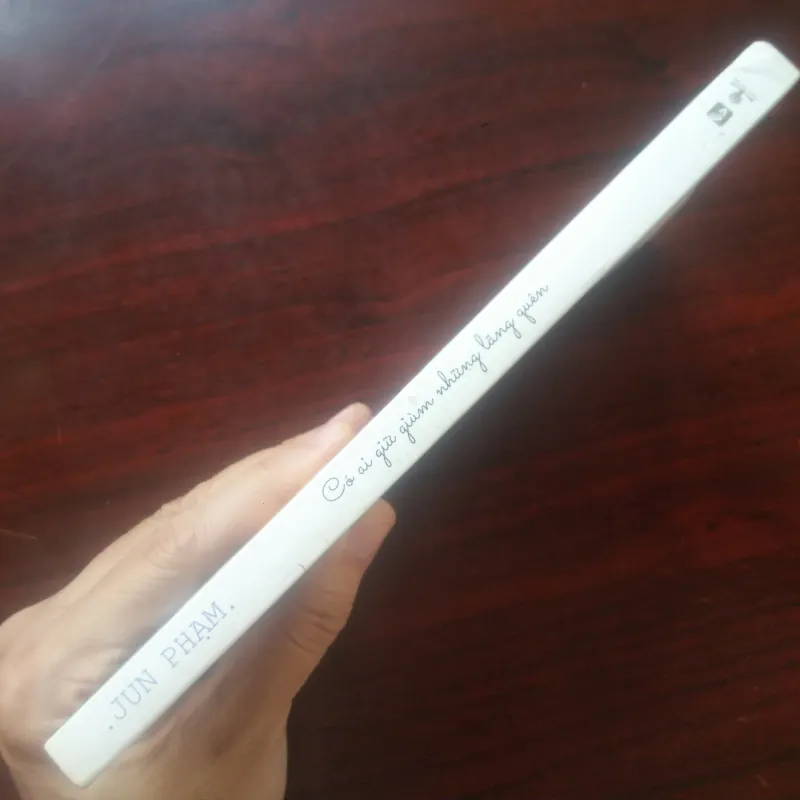 .JUN PHẠM.
Có ai giữ giùm những lãng quên